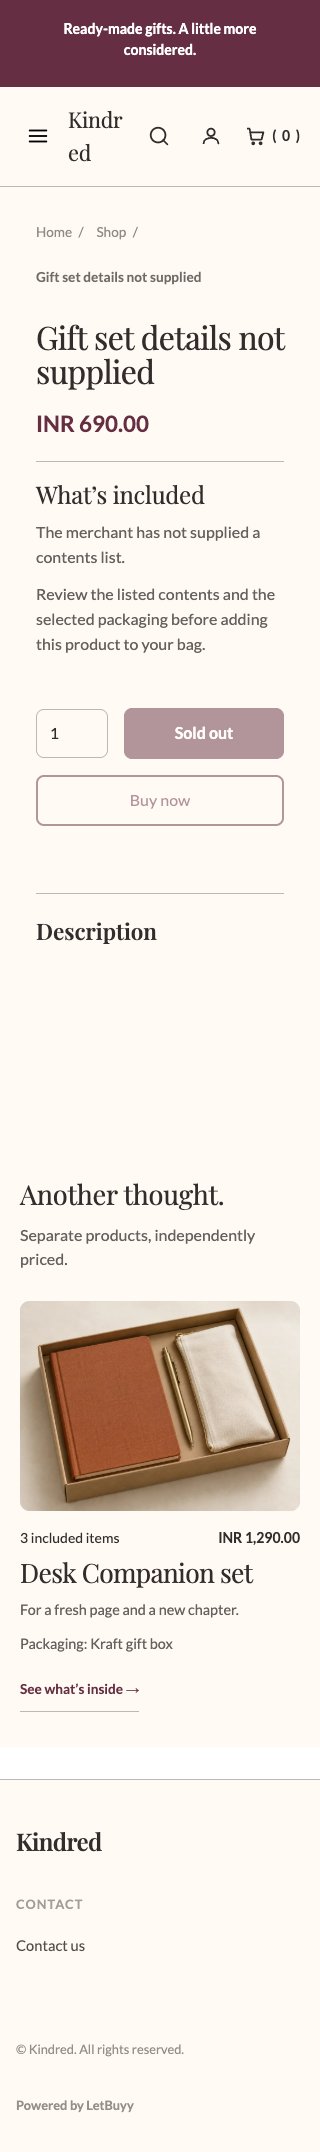 Ready-made gifts. A little more
considered.
Kindr
ed
( 0 )
Home / Shop /
Gift set details not supplied
Gift set details not
supplied
INR 690.00
What’s included
The merchant has not supplied a
contents list.
Review the listed contents and the
selected packaging before adding
this product to your bag.
1
Sold out
Buy now
Description
Another thought.
Separate products, independently
priced.
3 included items
INR 1,290.00
Desk Companion set
For a fresh page and a new chapter.
Packaging: Kraft gift box
See what’s inside →
Kindred
CONTACT
Contact us
© Kindred. All rights reserved.
Powered by LetBuyy